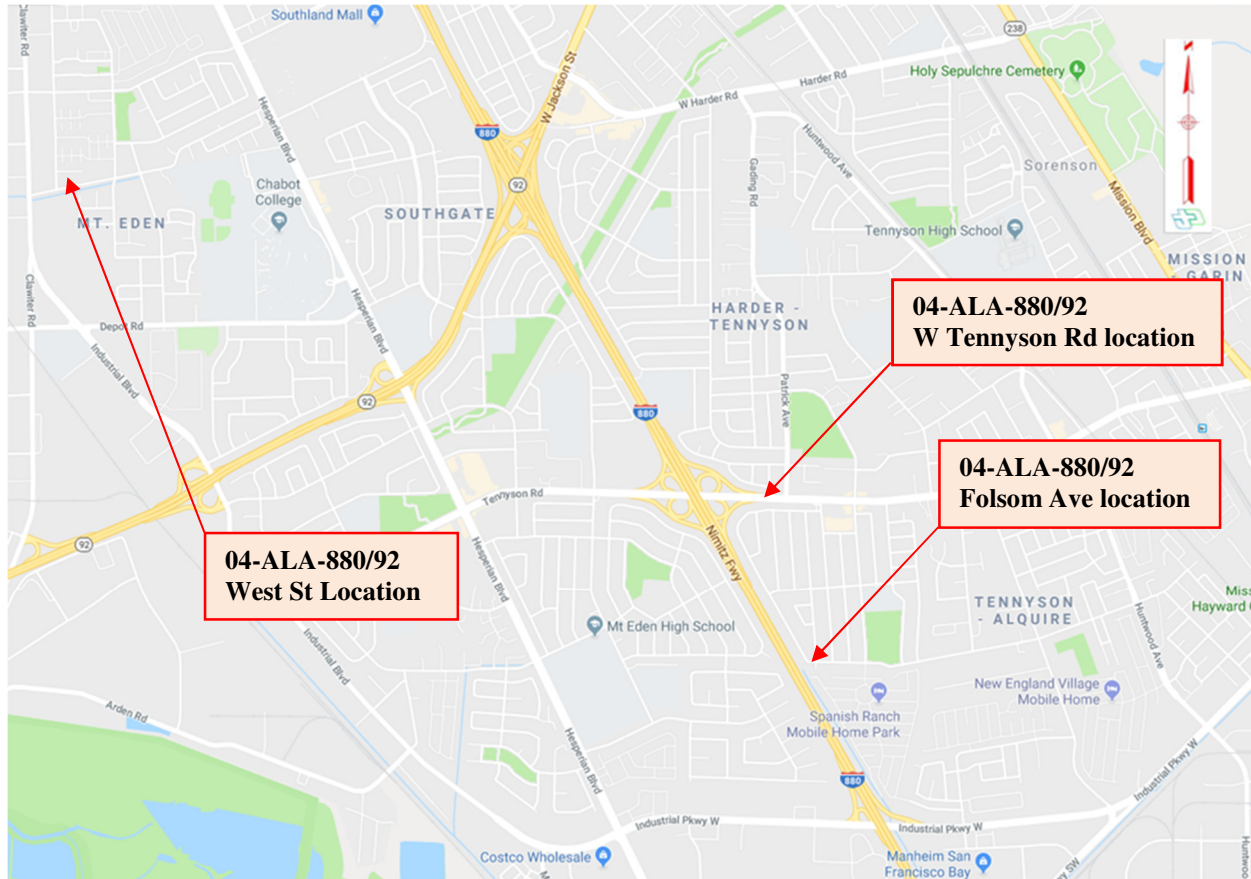 Southland Mall
Clawiter Rd
Hesperian Blvd
W Jackson St
880
238
Harder Rd
Holy Sepulchre Cemetery
W Harder Rd
Huntwood Ave
Gading Rd
Sorenson
92
Chabot
College
SOUTHGATE
MT. EDEN
Tennyson High School
Mission Blvd
MISSION
- GARIN
Clawiter Rd
Depot Rd
Hesperian Blvd
HARDER -
TENNYSON
04-ALA-880/92
W Tennyson Rd location
Industrial Blvd
Patrick Ave
92
880
04-ALA-880/92
Folsom Ave location
Tennyson Rd
92
Nimitz Fwy
04-ALA-880/92
West St Location
Hesperian Blvd
TENNYSON
- ALQUIRE
Hayward
Huntwood Ave
Mt Eden High School
Industrial Blvd
New England Village
Mobile Home
Spanish Ranch
Mobile Home Park
Arden Rd
Hesperian Blvd
880
Industrial Pkwy W
Industrial Pkwy W
Industrial Pkwy W
Costco Wholesale
Manheim San
Francisco Bay